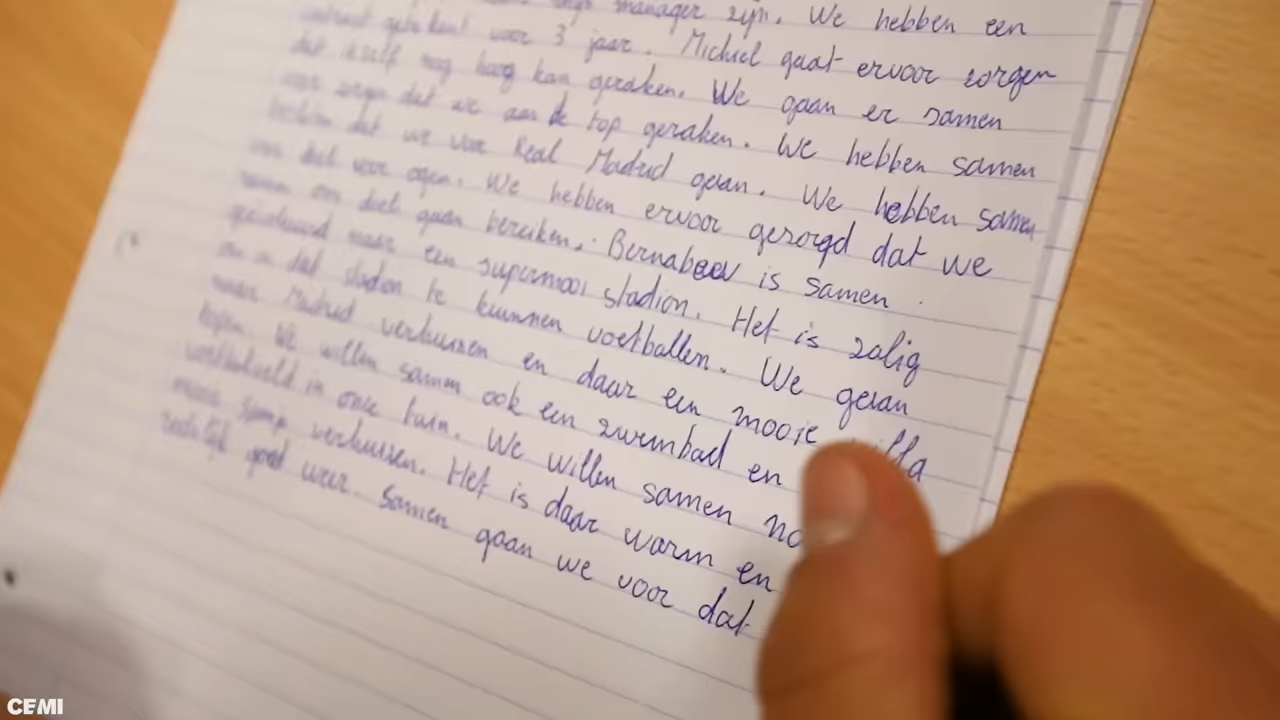 mijn manager zijn. We hebben een
contract getekent voor 3 jaar. Michiel gaat ervoor zorgen
dat ikzelf nog hoog kan geraken. We gaan er samen
voor zorgen dat we aan de top geraken. We hebben samen
dat we voor Real Madrid gaan. We hebben samen
van dat voor ogen. We hebben ervoor gezorgd dat we
samen ons doel gaan bereiken. Bernabeeu is samen
naar een supermooi stadion. Het is zalig
om in dat stadion te kunnen voetballen. We gaan
naar Madrid verhuizen en daar een mooie villa
kopen. We willen samen ook een zwembad en
voetbalveld in onze tuin. We willen samen na
naar Spanje verhuizen. Het is daar warm en
redelijk goed weer. Samen gaan we voor dat
CEMI